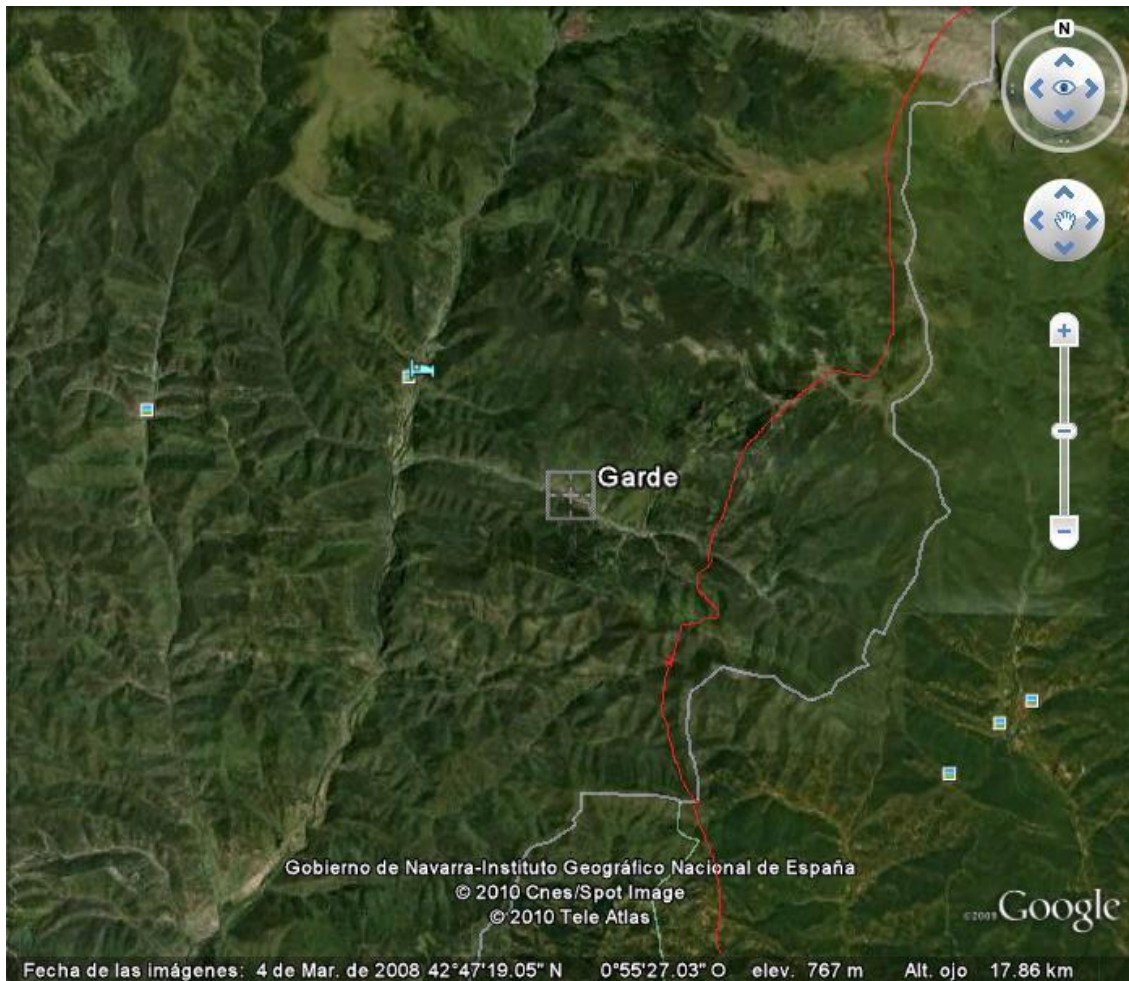 N
Garde
Gobierno de Navarra-Instituto Geográfico Nacional de España
© 2010 Cnes/Spot Image
© 2010 Tele Atlas
©2009 Google
Fecha de las imágenes: 4 de Mar. de 2008 42°47'19.05" N 0°55'27.03" O elev. 767 m Alt. ojo 17.86 km